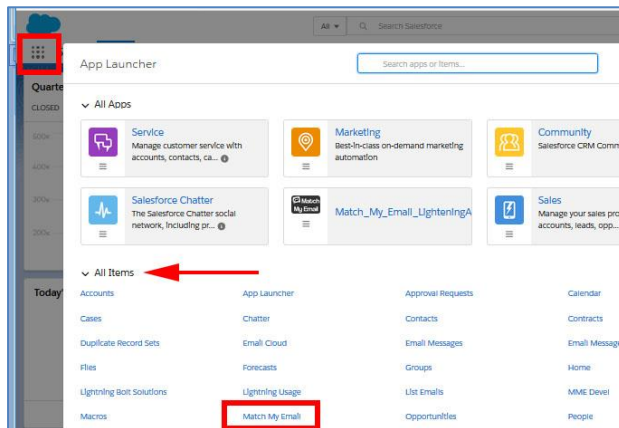 All
Search Salesforce
App Launcher
Search apps or items...
Quarte
CLOSED
All Apps
Service
Manage customer service with
accounts, contacts, ca...
Marketing
Best-in-class on-demand marketing
automation
Community
Salesforce CRM Comm
Salesforce Chatter
The Salesforce Chatter social
network, including pr...
Match
My Email
Match_My_Email_LighteningA
Sales
Manage your sales pro
accounts, leads, opp...
All Items
Today'
Accounts
App Launcher
Approval Requests
Calendar
Cases
Chatter
Contacts
Contracts
Duplicate Record Sets
Email Cloud
Email Messages
Email Message
Files
Forecasts
Groups
Home
Lightning Bolt Solutions
Lightning Usage
List Emails
MME Devel
Macros
Match My Email
Opportunities
People